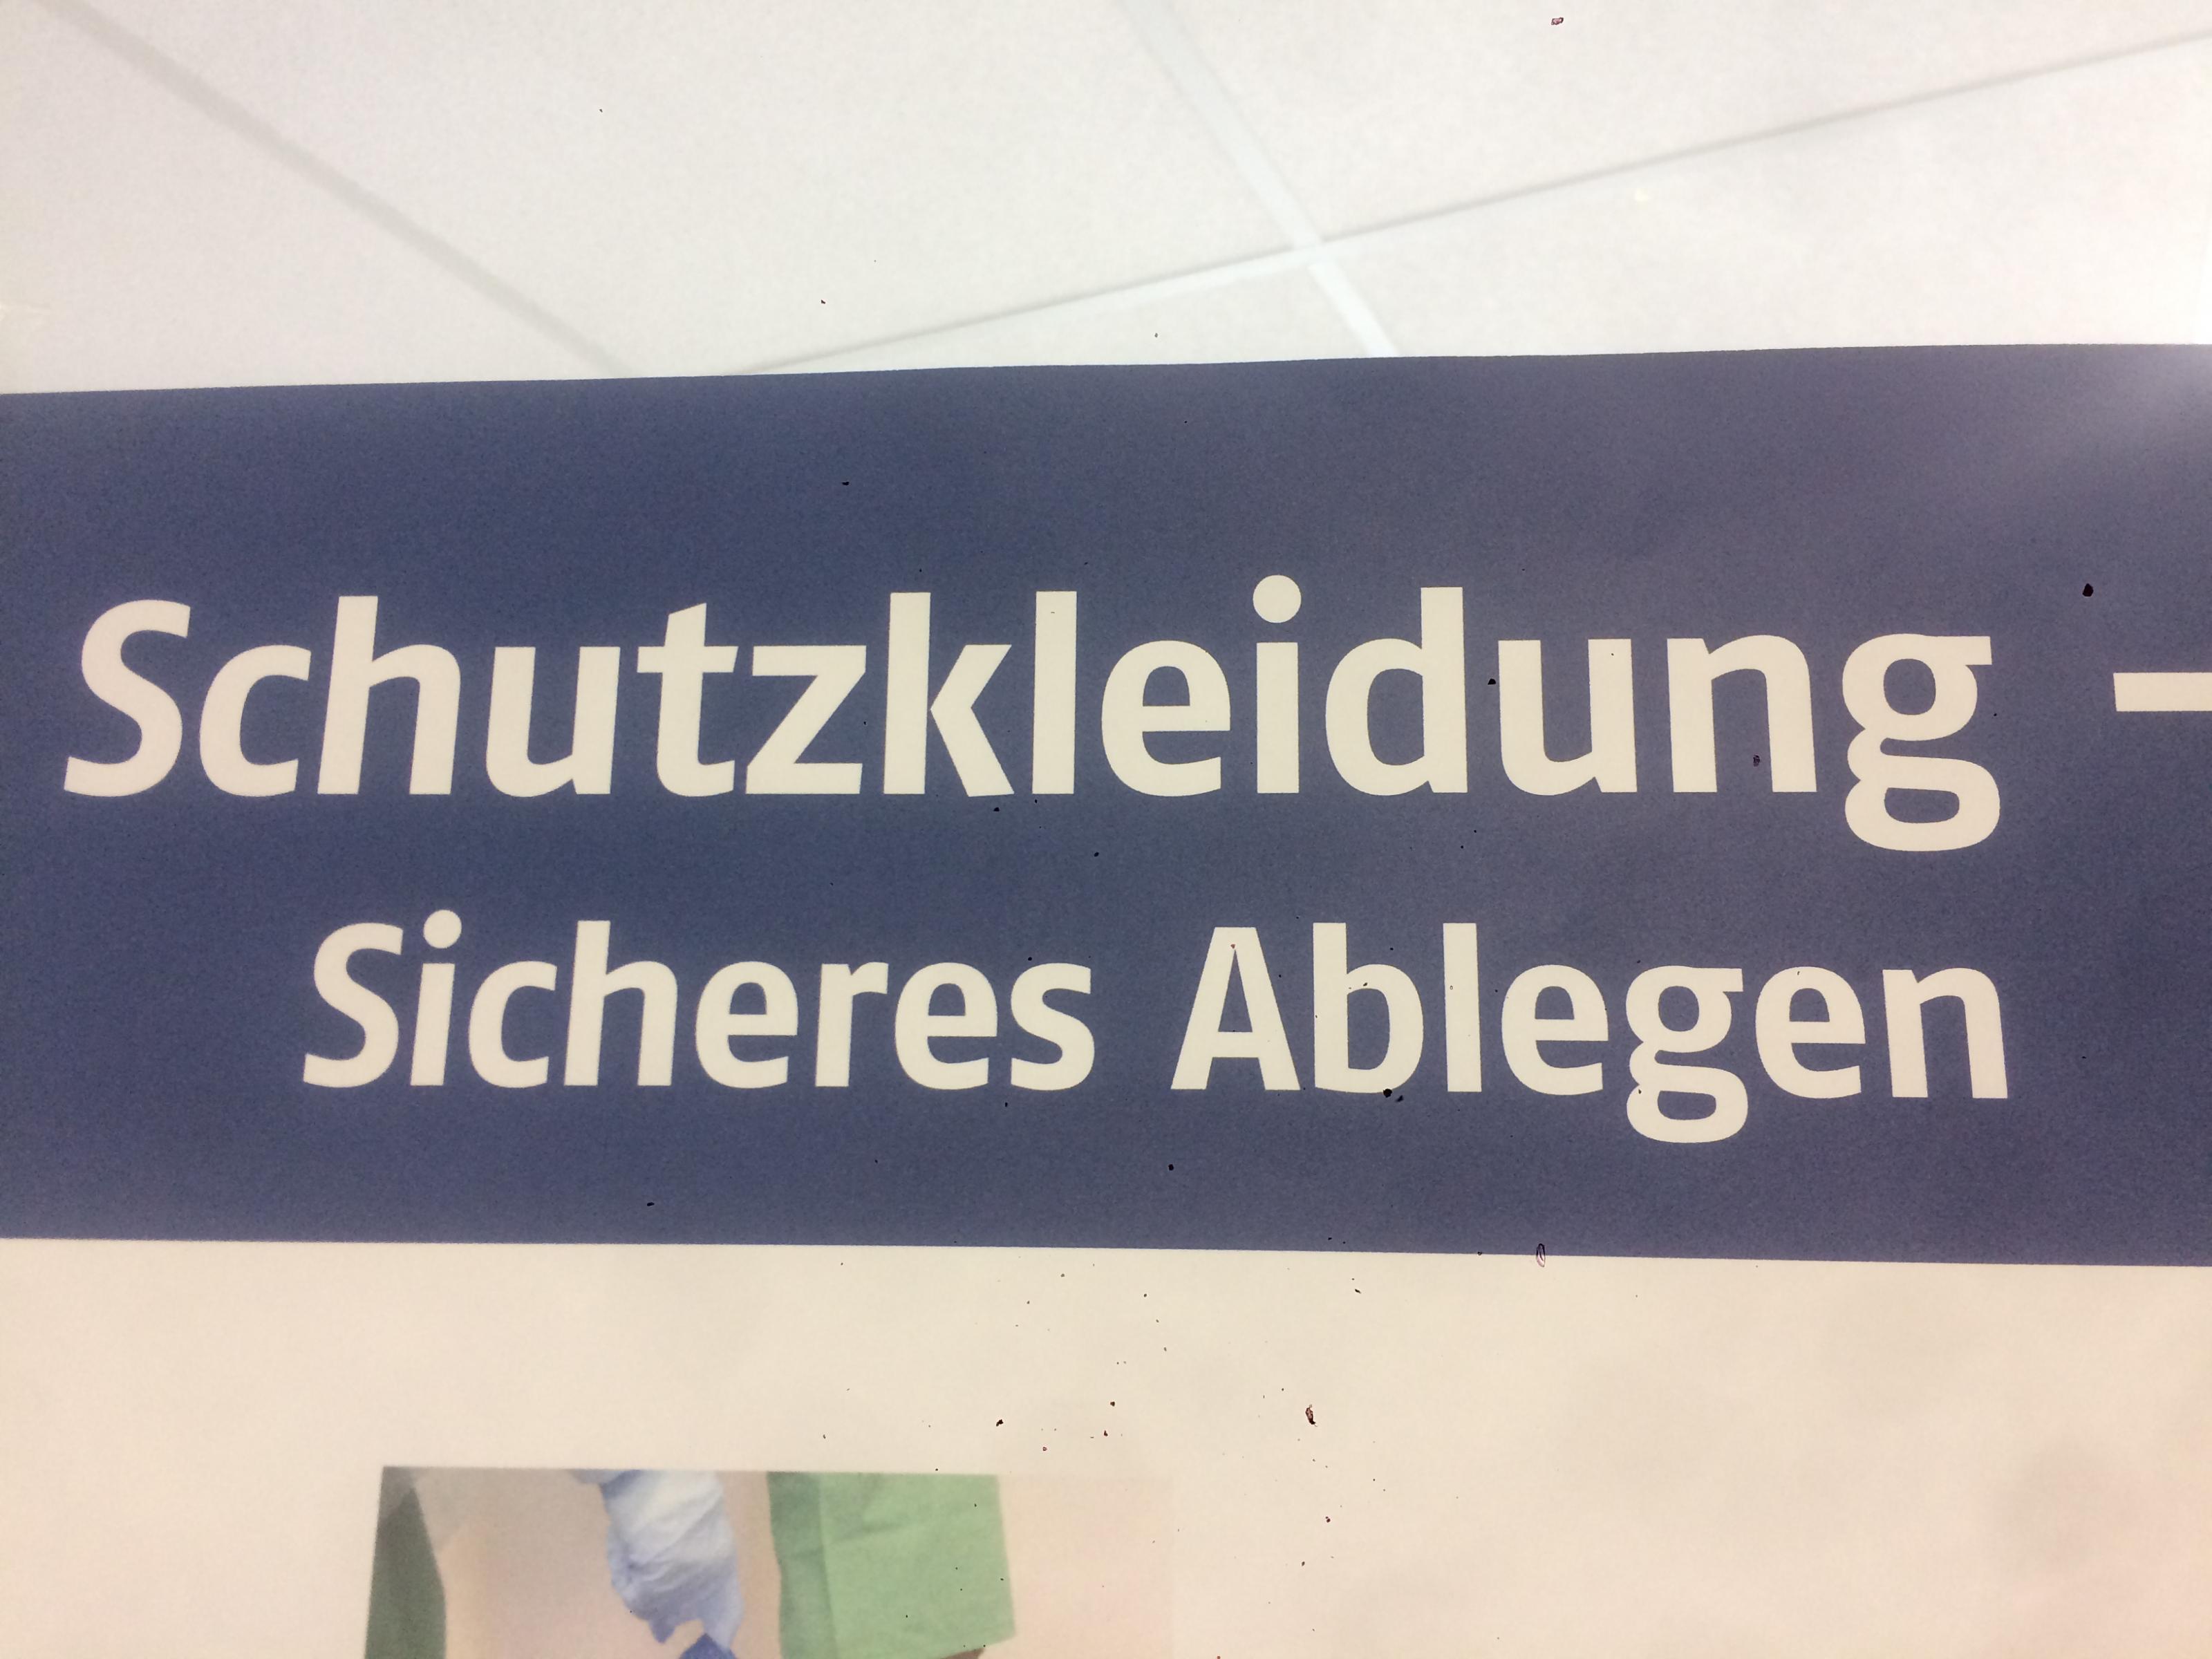 Schutzkleidung –
Sicheres Ablegen